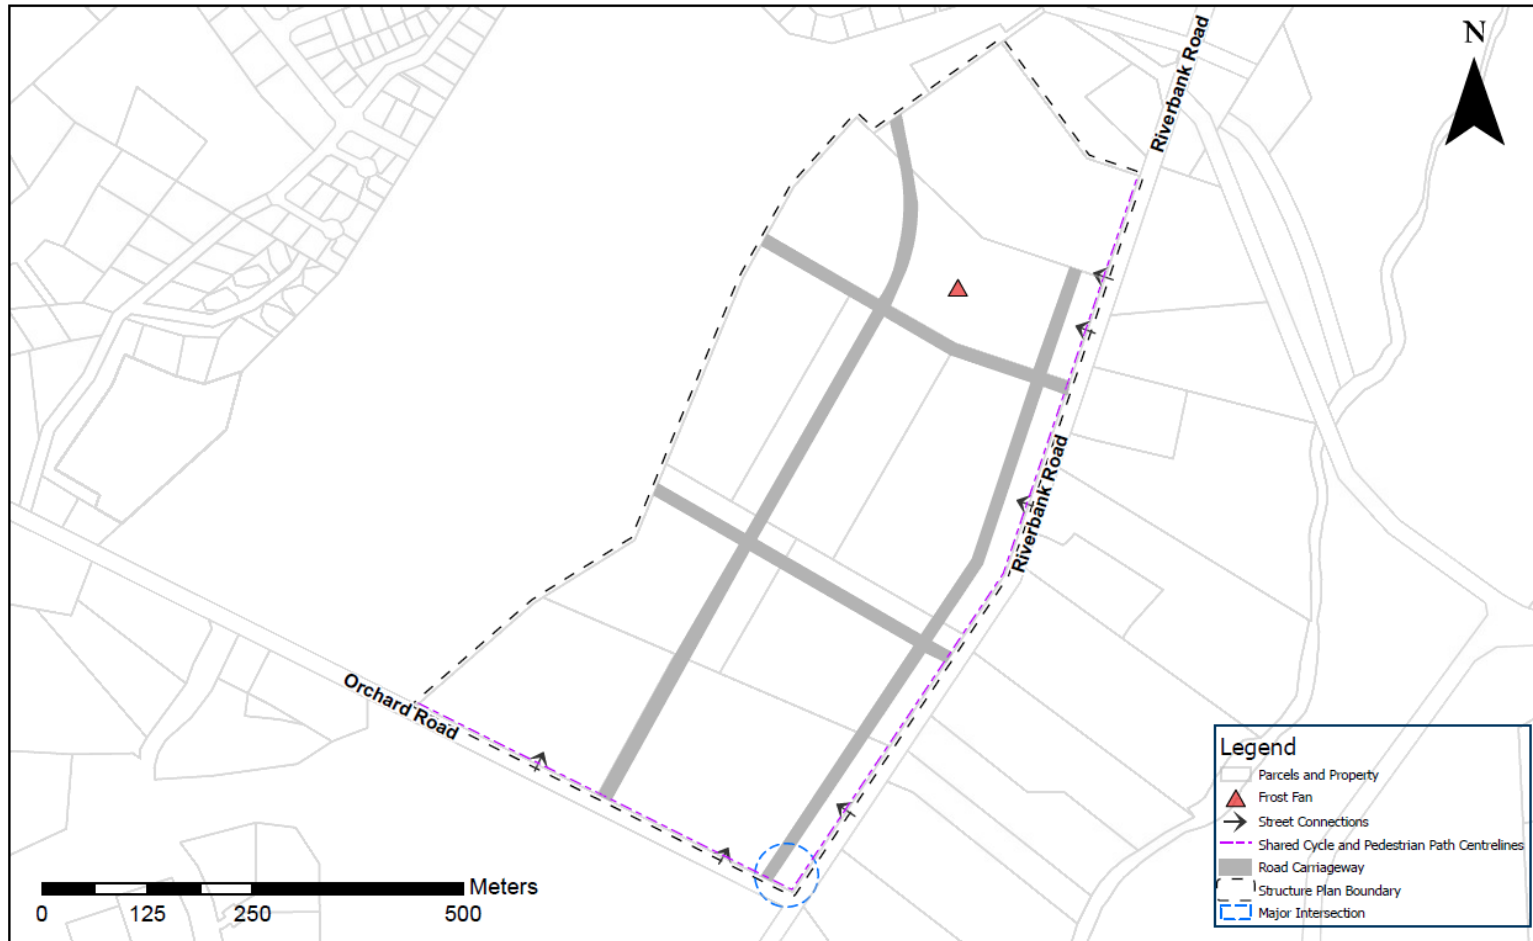 N
Riverbank Road
Riverbank Road
Orchard Road
Meters
0 125 250 500
Legend
Parcels and Property
Frost Fan
Street Connections
Shared Cycle and Pedestrian Path Centrelines
Road Carriageway
Structure Plan Boundary
Major Intersection